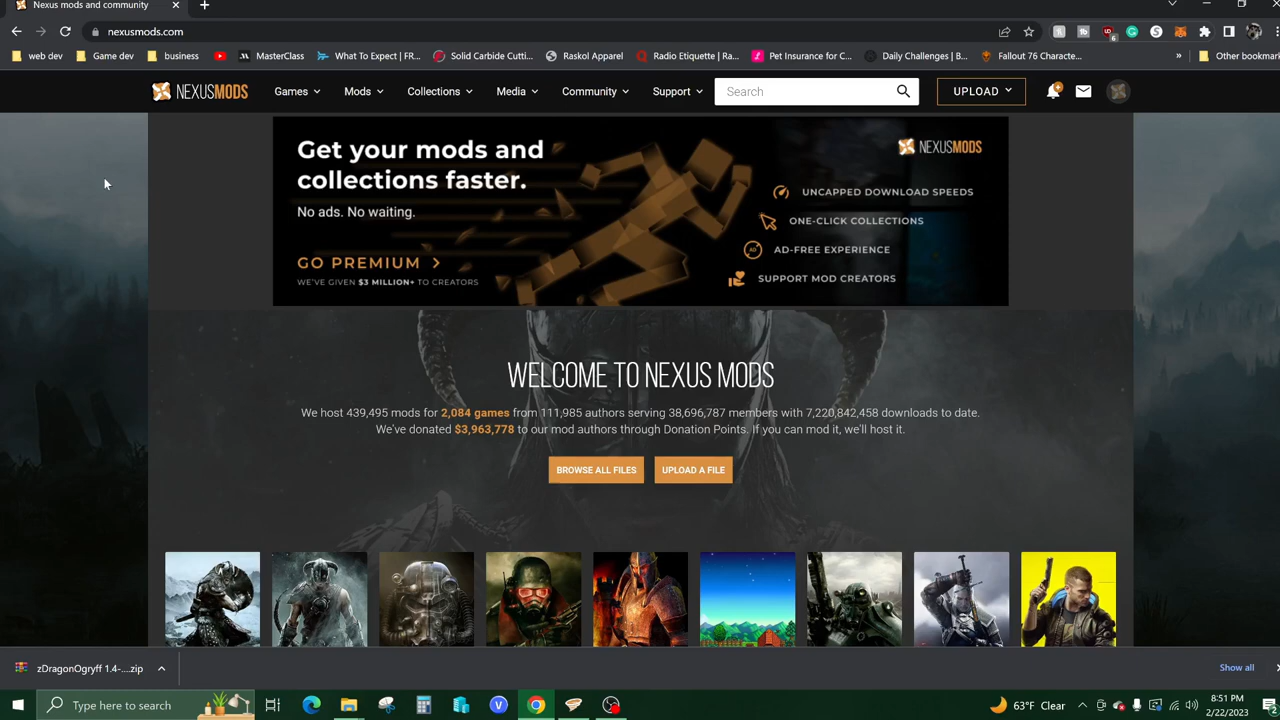 Nexus mods and community
nexusmods.com
web dev
Game dev
business
MasterClass
What To Expect | FR...
Solid Carbide Cutti...
Raskol Apparel
Radio Etiquette | Ra...
Pet Insurance for C...
Daily Challenges | B...
Fallout 76 Characte...
»
Other bookmark
NEXUSMODS
Games
Mods
Collections
Media
Community
Support
Search
UPLOAD
Get your mods and
collections faster.
No ads. No waiting.
GO PREMIUM >
WE'VE GIVEN $3 MILLION+ TO CREATORS
NEXUSMODS
UNCAPPED DOWNLOAD SPEEDS
ONE-CLICK COLLECTIONS
AD
AD-FREE EXPERIENCE
SUPPORT MOD CREATORS
WELCOME TO NEXUS MODS
We host 439,495 mods for 2,084 games from 111,985 authors serving 38,696,787 members with 7,220,842,458 downloads to date.
We've donated $3,963,778 to our mod authors through Donation Points. If you can mod it, we'll host it.
BROWSE ALL FILES
UPLOAD A FILE
zDragonOgryff 1.4-....zip
Show all
Type here to search
63°F Clear
8:51 PM
2/22/2023